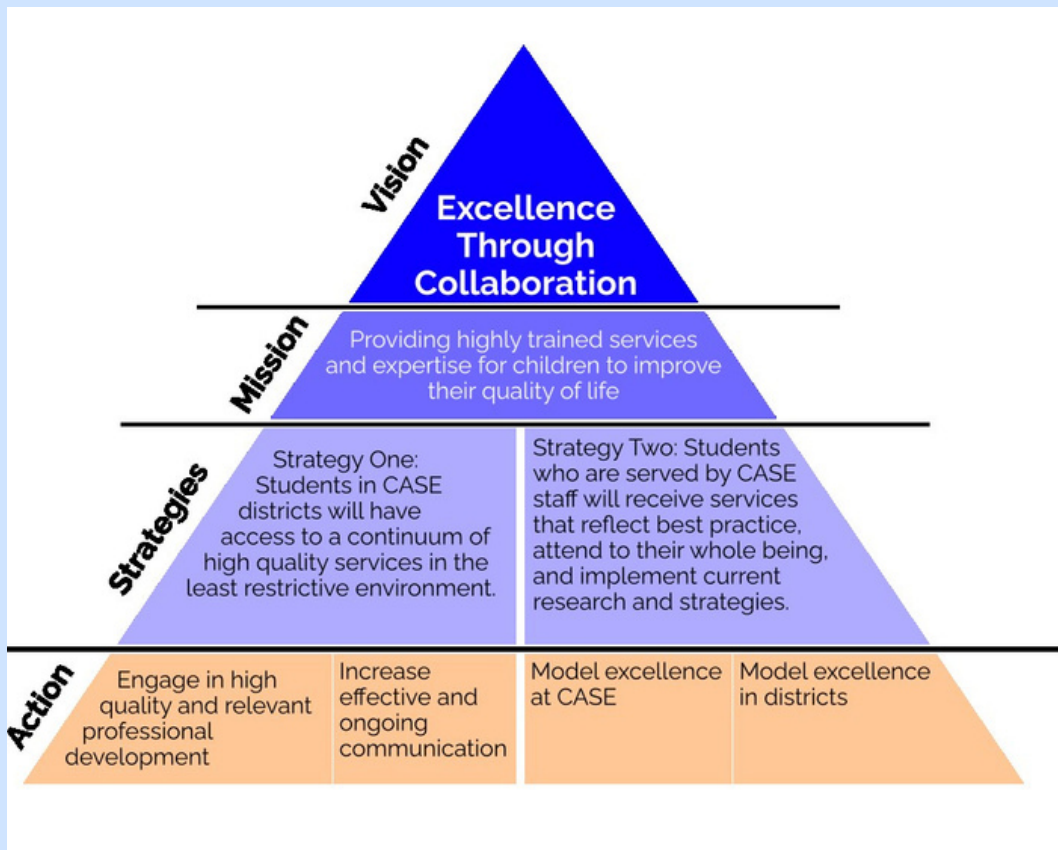 Vision
Excellence
Through
Collaboration
Mission
Providing highly trained services
and expertise for children to improve
their quality of life
Strategies
Strategy One:
Students in CASE
districts will have
access to a continuum of
high quality services in the
least restrictive environment.
Strategy Two: Students
who are served by CASE
staff will receive services
that reflect best practice,
attend to their whole being,
and implement current
research and strategies.
Action
Engage in high
quality and relevant
professional
development
Increase
effective and
ongoing
communication
Model excellence
at CASE
Model excellence
in districts